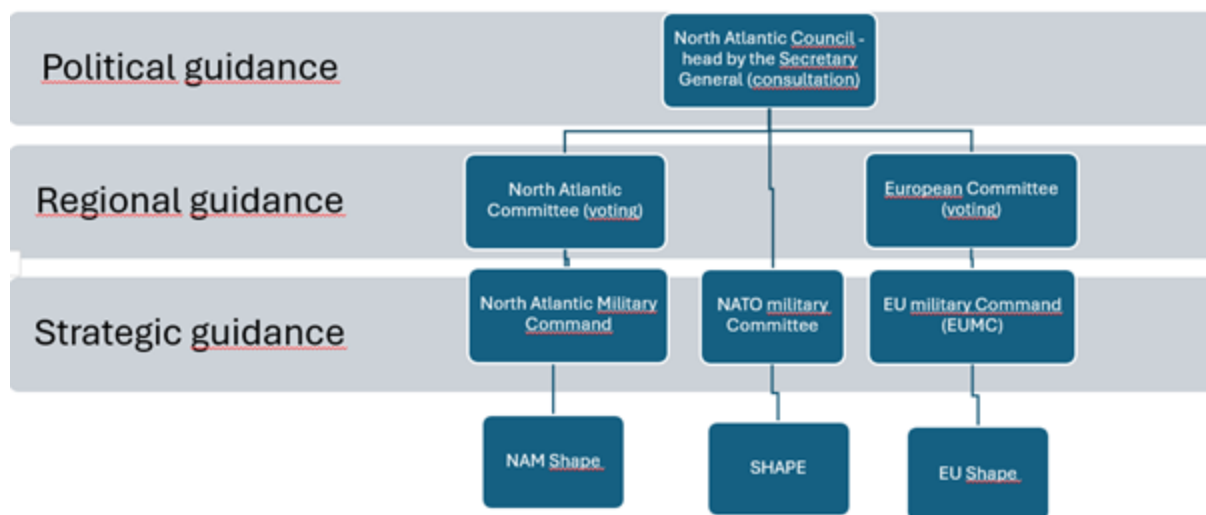 Political guidance
North Atlantic Council -
head by the Secretary
General (consultation)
Regional guidance
North Atlantic
Committee (voting)
European Committee
(voting)
Strategic guidance
North Atlantic Military
Command
NATO military
Committee
EU military Command
(EUMC)
NAM Shape
SHAPE
EU Shape